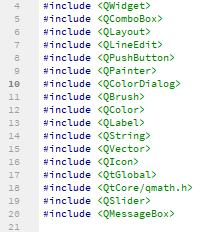 4 #include <QWidget>
5 #include <QComboBox>
6 #include <QLayout>
7 #include <QLineEdit>
8 #include <QPushButton>
9 #include <QPainter>
10 #include <QColorDialog>
11 #include <QBrush>
12 #include <QColor>
13 #include <QLabel>
14 #include <QString>
15 #include <QVector>
16 #include <QIcon>
17 #include <QtGlobal>
18 #include <QtCore/qmath.h>
19 #include <QSlider>
20 #include <QMessageBox>
21